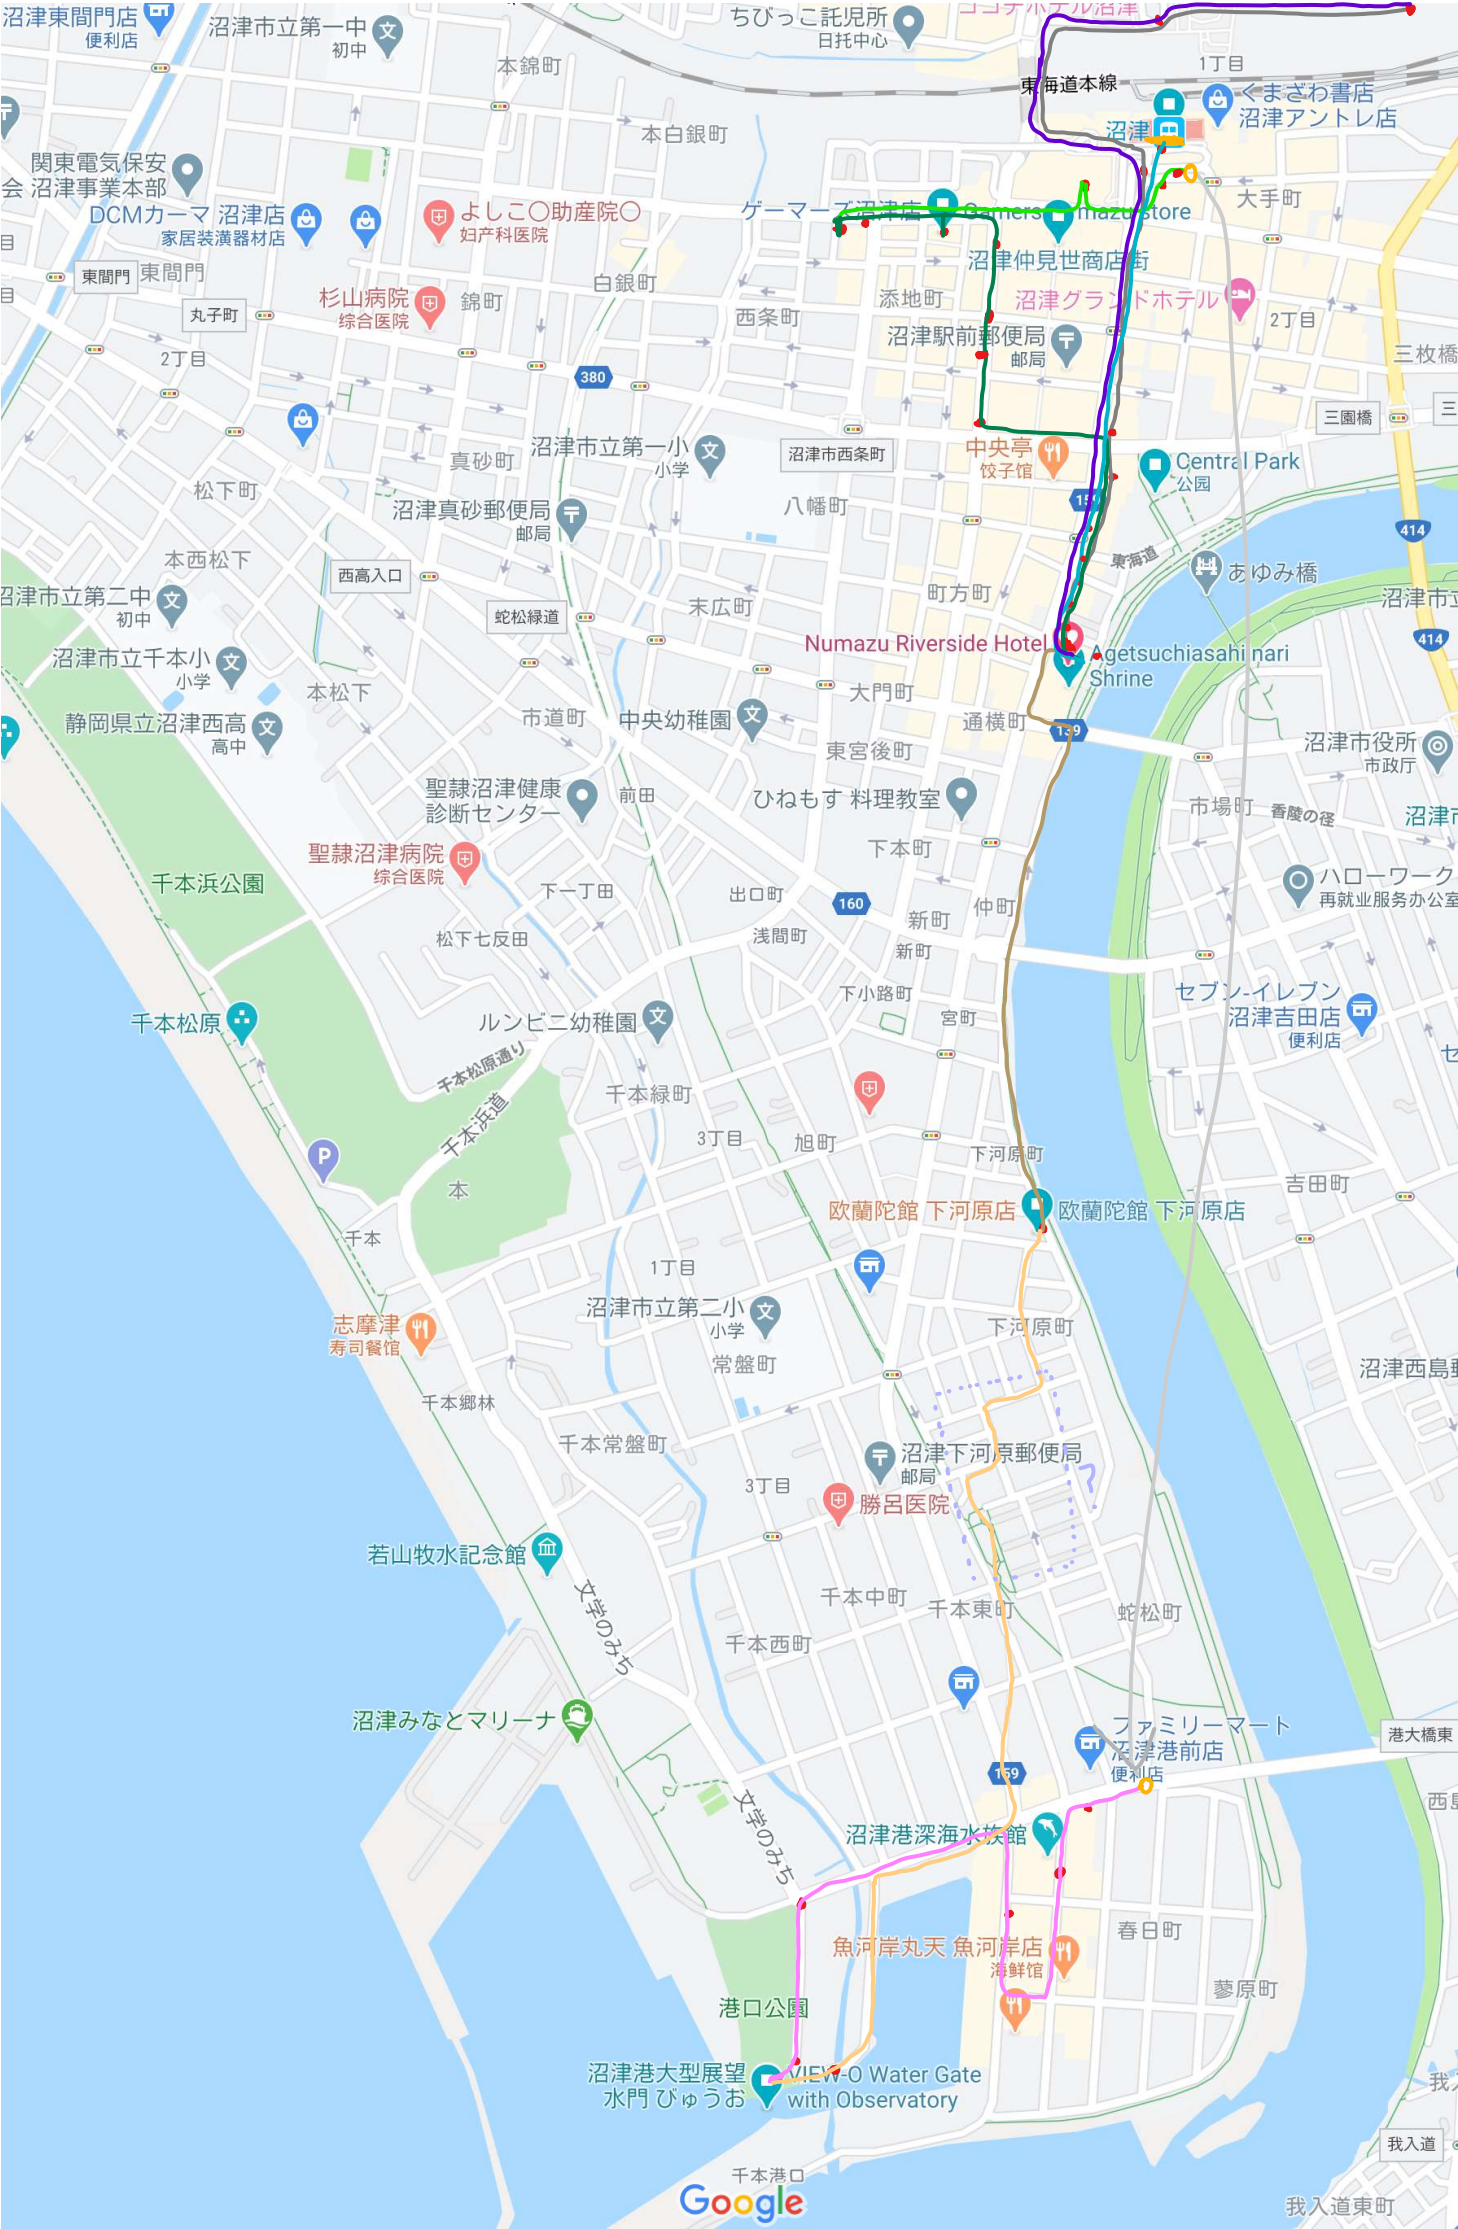 沼津東間門店
便利店
沼津市立第一中
初中
ちびっこ託児所
日托中心
ココチホテル沼津
本錦町
1丁目
東海道本線
くまざわ書店
沼津アントレ店
沼津
本白銀町
関東電気保安
会 沼津事業本部
DCMカーマ 沼津店
家居装潢器材店
よしこ〇助産院〇
妇产科医院
ゲーマーズ沼津店
大手町
沼津仲見世商店街
東間門
東間門
白銀町
杉山病院
综合医院
錦町
丸子町
添地町
西条町
沼津グランドホテル
2丁目
沼津駅前郵便局
邮局
三枚橋
2丁目
380
三園橋
沼津市立第一小
小学
沼津市西条町
中央亭
饺子馆
Central Park
公园
真砂町
松下町
八幡町
沼津真砂郵便局
邮局
414
本西松下
東海道
西高入口
あゆみ橋
沼津市立第二中
初中
町方町
末広町
蛇松緑道
414
沼津市立千本小
小学
Numazu Riverside Hotel
Agetsuchiasahi nari
Shrine
本松下
大門町
静岡県立沼津西高
高中
市道町
中央幼稚園
通横町
139
沼津市役所
市政厅
東宮後町
聖隷沼津健康
診断センター
前田
ひねもす 料理教室
市場町
香陵の径
下本町
聖隷沼津病院
综合医院
千本浜公園
下一丁田
出口町
160
仲町
新町
ハローワーク
再就业服务办公室
松下七反田
浅間町
新町
下小路町
セブン-イレブン
沼津吉田店
便利店
千本松原
ルンビニ幼稚園
宮町
千本松原通り
千本緑町
千本浜道
3丁目
旭町
下河原町
本
吉田町
欧蘭陀館 下河原店
欧蘭陀館 下河原店
千本
1丁目
志摩津
寿司餐馆
沼津市立第二小
小学
下河原町
常盤町
千本郷林
千本常盤町
沼津下河原郵便局
邮局
3丁目
勝呂医院
若山牧水記念館
千本中町
千本東町
蛇松町
文学のみち
千本西町
沼津みなとマリーナ
ファミリーマート
沼津港前店
便利店
港大橋東
159
文学のみち
沼津港深海水族館
春日町
魚河岸丸天 魚河岸店
海鲜馆
蓼原町
港口公園
沼津港大型展望
水門 びゅうお
VIEW-O Water Gate
with Observatory
我入道
千本港口
Google
我入道東町